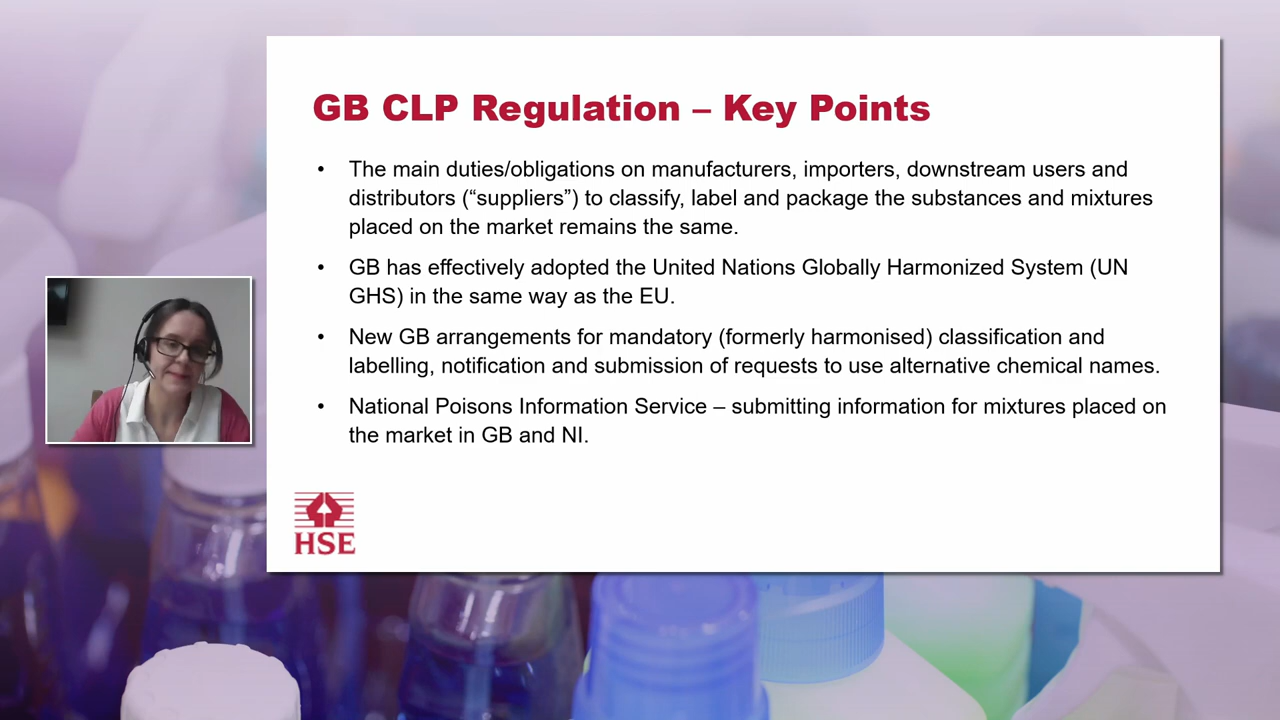 GB CLP Regulation – Key Points
• The main duties/obligations on manufacturers, importers, downstream users and
distributors (“suppliers”) to classify, label and package the substances and mixtures
placed on the market remains the same.
• GB has effectively adopted the United Nations Globally Harmonized System (UN
GHS) in the same way as the EU.
• New GB arrangements for mandatory (formerly harmonised) classification and
labelling, notification and submission of requests to use alternative chemical names.
• National Poisons Information Service – submitting information for mixtures placed on
the market in GB and NI.
HSE